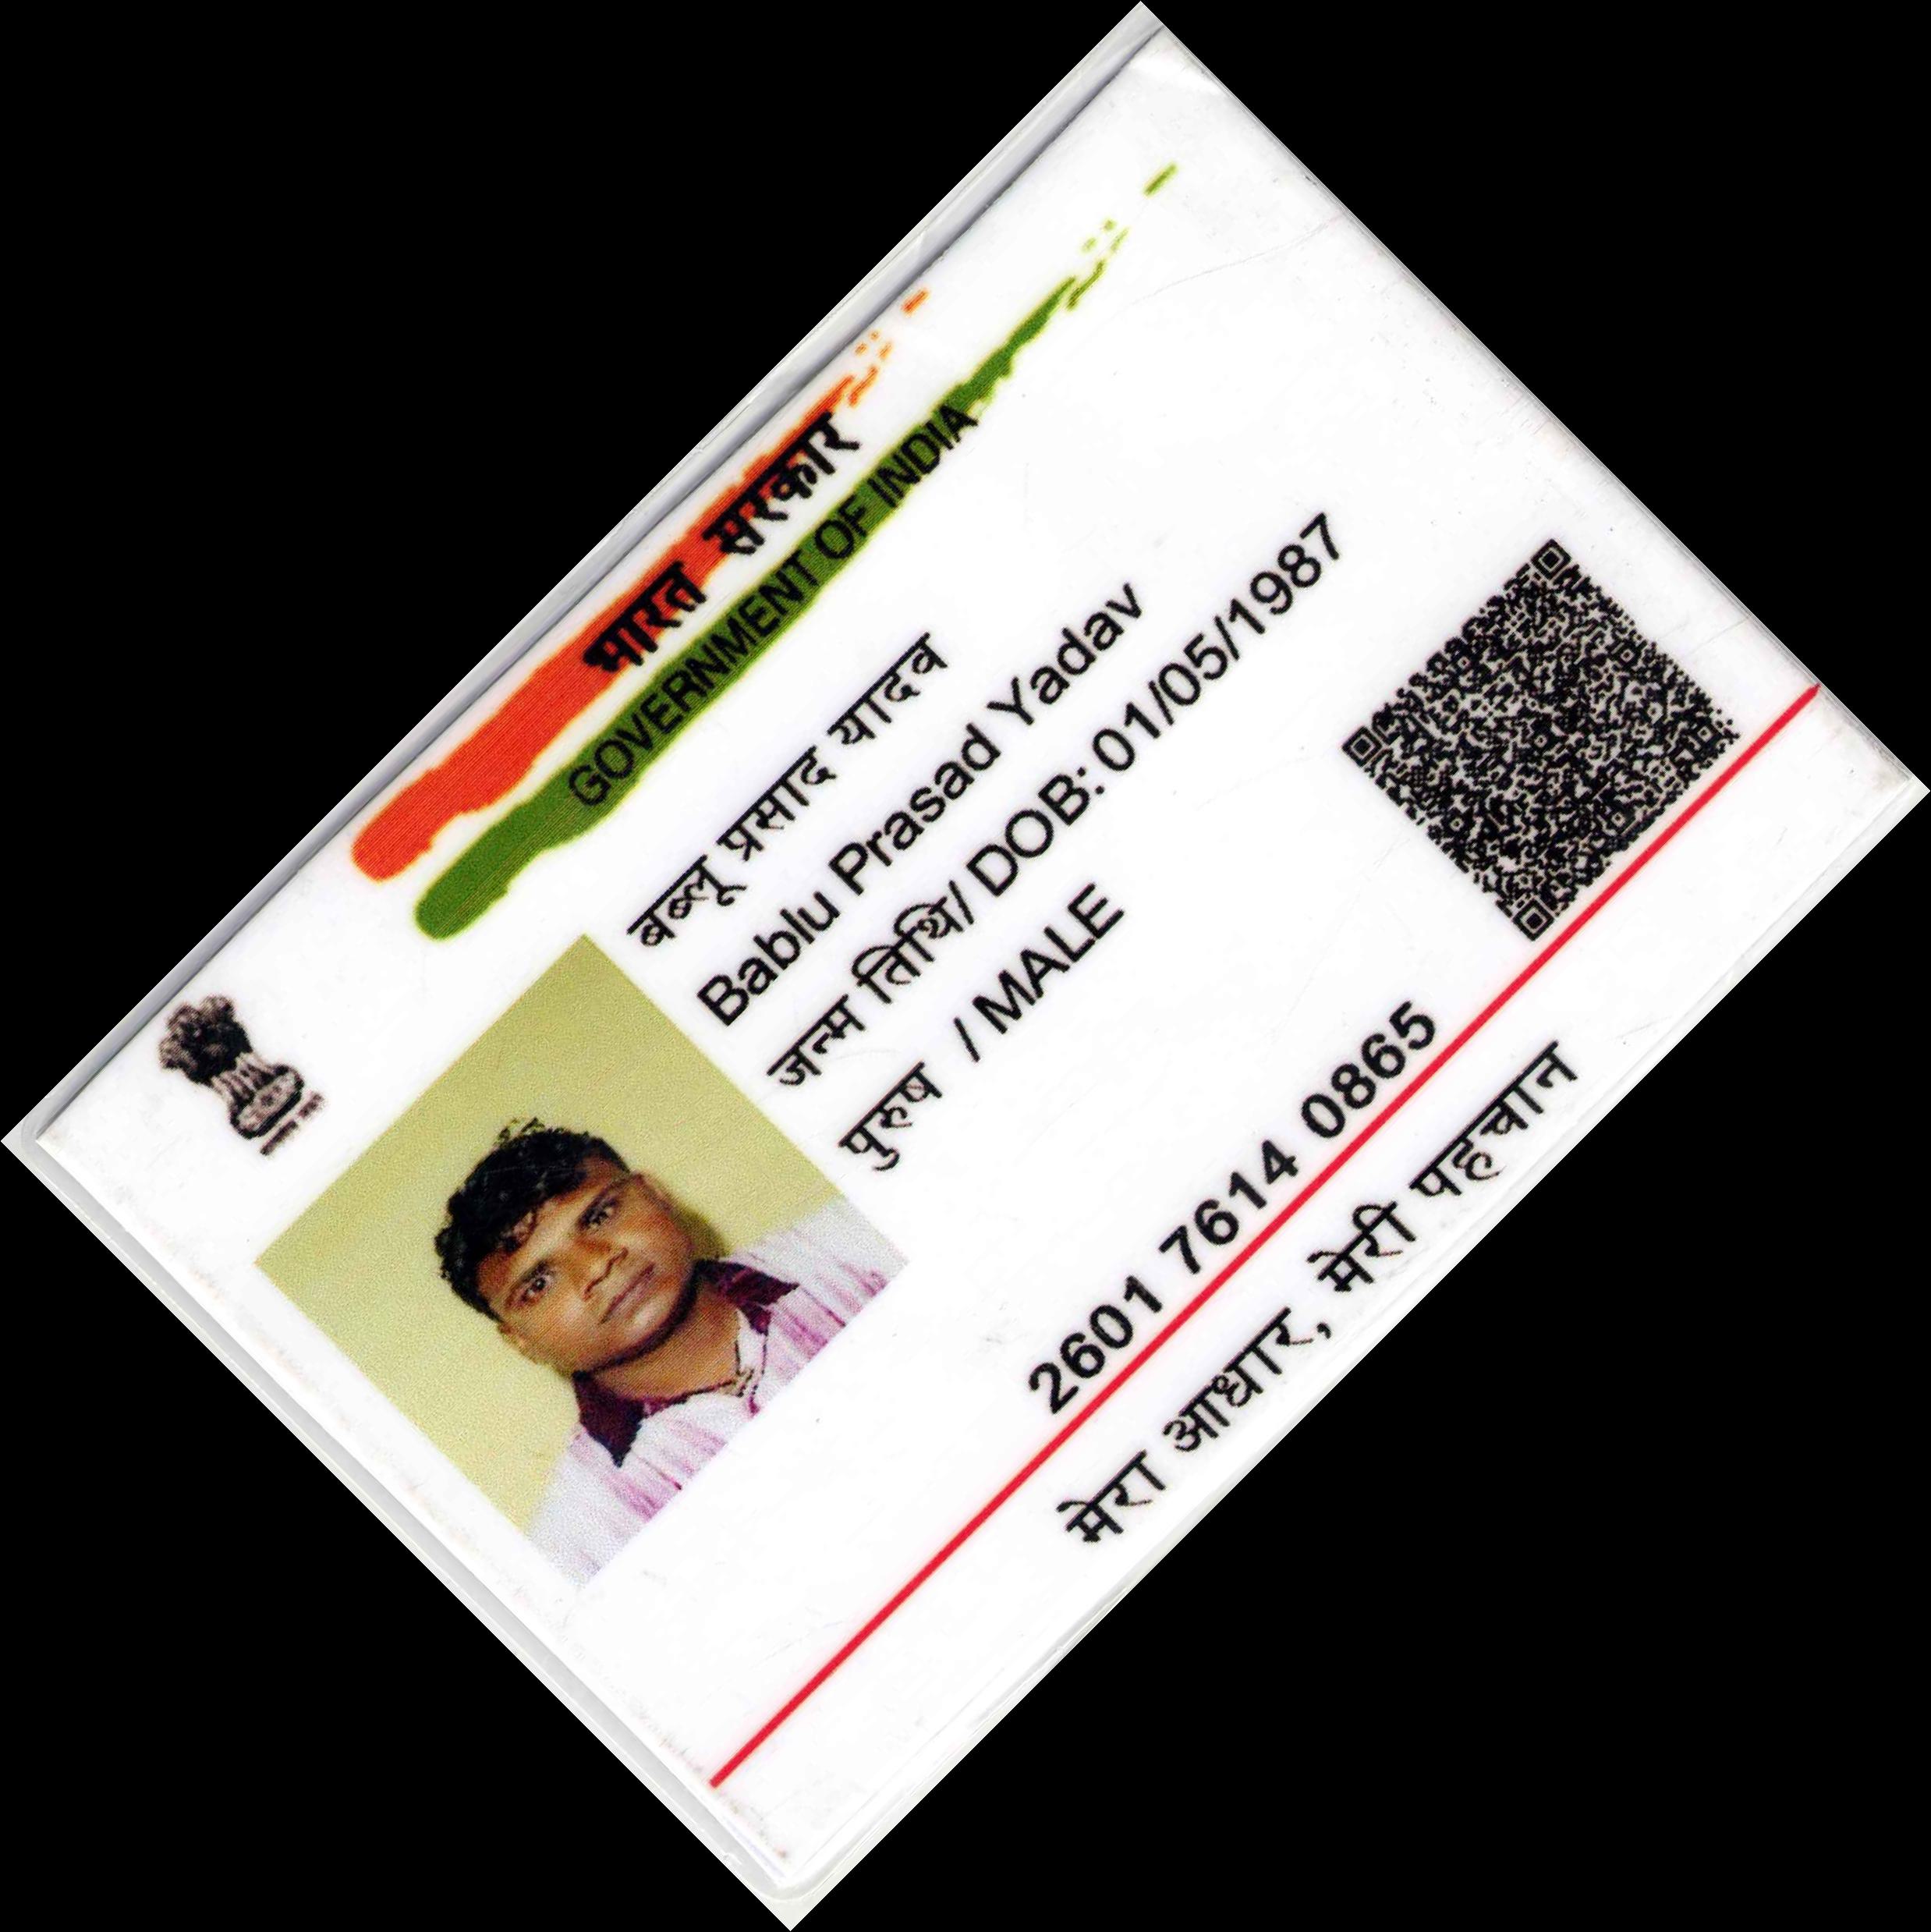 भारत सरकार
GOVERNMENT OF INDIA
बब्लू प्रसाद यादव
Bablu Prasad Yadav
जन्म तिथि/ DOB: 01/05/1987
पुरुष / MALE
2601 7614 0865
मेरा आधार, मेरी पहचान